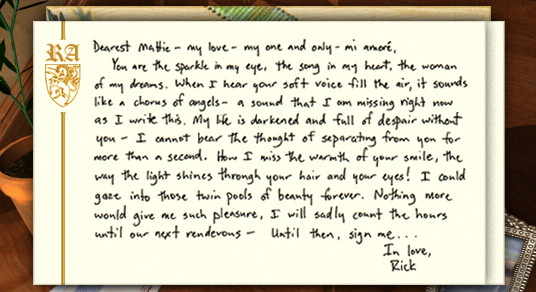 RA
Dearest Mattie - my love - my one and only - mi amoré,
You are the sparkle in my eye, the song in my heart, the woman
of my dreams. When I hear your soft voice fill the air, it sounds
like a chorus of angels - a sound that I am missing right now
as I write this. My life is darkened and full of despair without
you - I cannot bear the thought of separating from you for
more than a second. How I miss the warmth of your smile, the
way the light shines through your hair and your eyes! I could
gaze into those twin pools of beauty forever. Nothing more
would give me such pleasure, I will sadly count the hours
until our next rendevous - Until then, sign me...
In love,
Rick